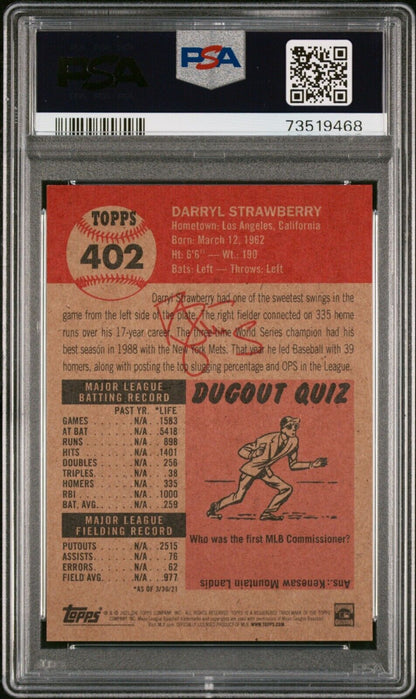 PSA
PSA
73519468
TOPPS
402
DARRYL STRAWBERRY
Hometown: Los Angeles, California
Born: March 12, 1962
Ht: 6'6" — Wt.: 190
Bats: Left — Throws: Left
Darryl Strawberry had one of the sweetest swings in the
game from the left side of the plate. The right fielder connected on 335 home
runs over his 17-year career. The three-time World Series champion had his
best season in 1988 with the New York Mets. That year he led Baseball with 39
homers, along with posting the top slugging percentage and OPS in the League.
MAJOR LEAGUE
BATTING RECORD
PAST YR. *LIFE
GAMES N/A 1583
AT BAT N/A 5418
RUNS N/A 898
HITS N/A 1401
DOUBLES N/A 256
TRIPLES N/A 38
HOMERS N/A 335
RBI N/A 1000
BAT. AVG. N/A .259
MAJOR LEAGUE
FIELDING RECORD
PUTOUTS N/A 2515
ASSISTS N/A 76
ERRORS N/A 62
FIELD AVG. N/A .977
*AS OF 3/30/21
DUGOUT QUIZ
Who was the first MLB Commissioner?
Ans.: Kenesaw Mountain Landis
Topps